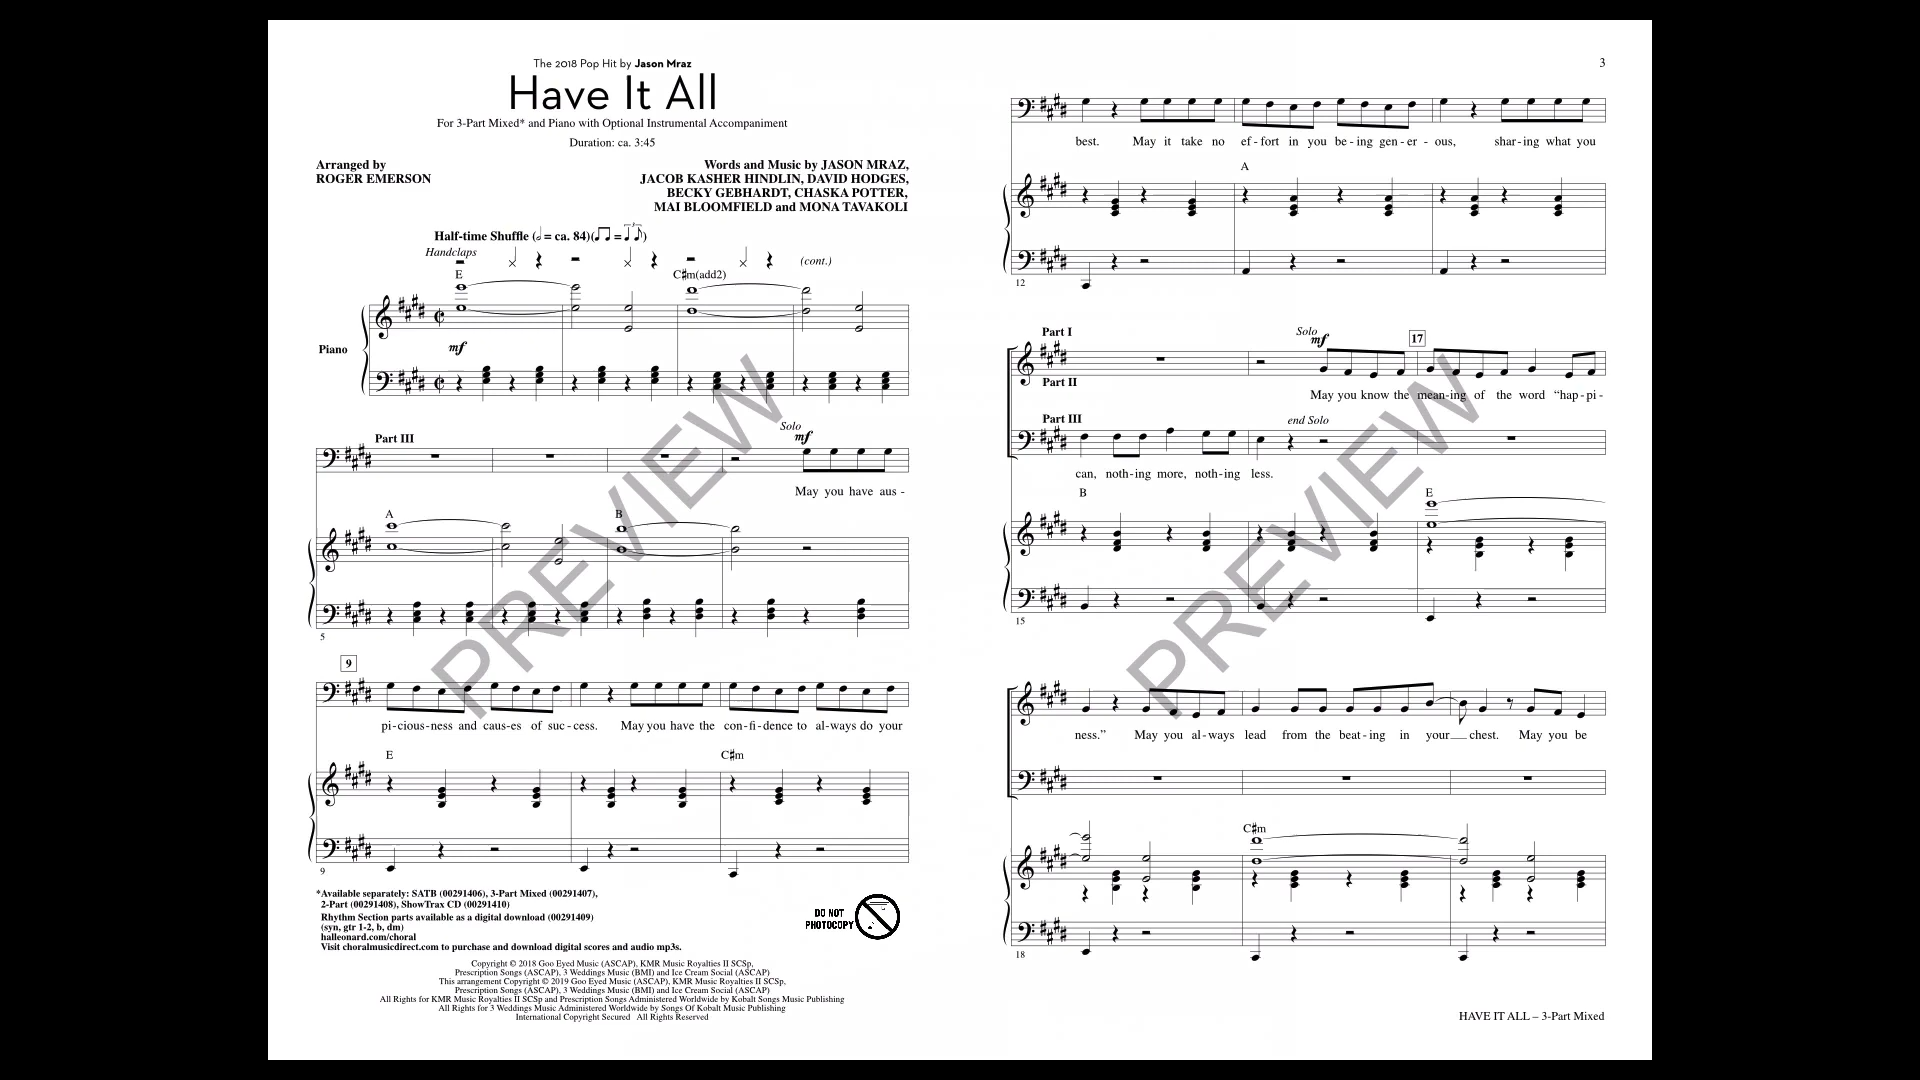 The 2018 Pop Hit by Jason Mraz
Have It All
For 3-Part Mixed* and Piano with Optional Instrumental Accompaniment
Duration: ca. 3:45
Arranged by
ROGER EMERSON
Words and Music by JASON MRAZ,
JACOB KASHER HINDLIN, DAVID HODGES,
BECKY GEBHARDT, CHASKA POTTER,
MAI BLOOMFIELD and MONA TAVAKOLI
Half-time Shuffle (𝅗𝅥 = ca. 84)(♫ = ♩ ♪) 3
Handclaps
(cont.)
E C♯m(add2)
Piano
mf
Solo
mf
Part III
May you have aus -
A B
5
9
pi-cious-ness and caus-es of suc-cess. May you have the con-fi-dence to al-ways do your
E C♯m
9
*Available separately: SATB (00291406), 3-Part Mixed (00291407),
2-Part (00291408), ShowTrax CD (00291410)
Rhythm Section parts available as a digital download (00291409)
(syn, gtr 1-2, b, dm)
halleonard.com/choral
Visit choralmusicdirect.com to purchase and download digital scores and audio mp3s.
DO NOT
PHOTOCOPY
Copyright © 2018 Goo Eyed Music (ASCAP), KMR Music Royalties II SCSp,
Prescription Songs (ASCAP), 3 Weddings Music (BMI) and Ice Cream Social (ASCAP)
This arrangement Copyright © 2019 Goo Eyed Music (ASCAP), KMR Music Royalties II SCSp,
Prescription Songs (ASCAP), 3 Weddings Music (BMI) and Ice Cream Social (ASCAP)
All Rights for KMR Music Royalties II SCSp and Prescription Songs Administered Worldwide by Kobalt Songs Music Publishing
All Rights for 3 Weddings Music Administered Worldwide by Songs Of Kobalt Music Publishing
International Copyright Secured All Rights Reserved
PREVIEW
3
best. May it take no ef-fort in you be-ing gen-er-ous, shar-ing what you
A
12
Part I
Solo
mf
17
Part II
May you know the mean-ing of the word “hap-pi-
Part III
end Solo
can, noth-ing more, noth-ing less.
B E
15
ness.” May you al-ways lead from the beat-ing in your chest. May you be
C♯m
18
PREVIEW
HAVE IT ALL – 3-Part Mixed